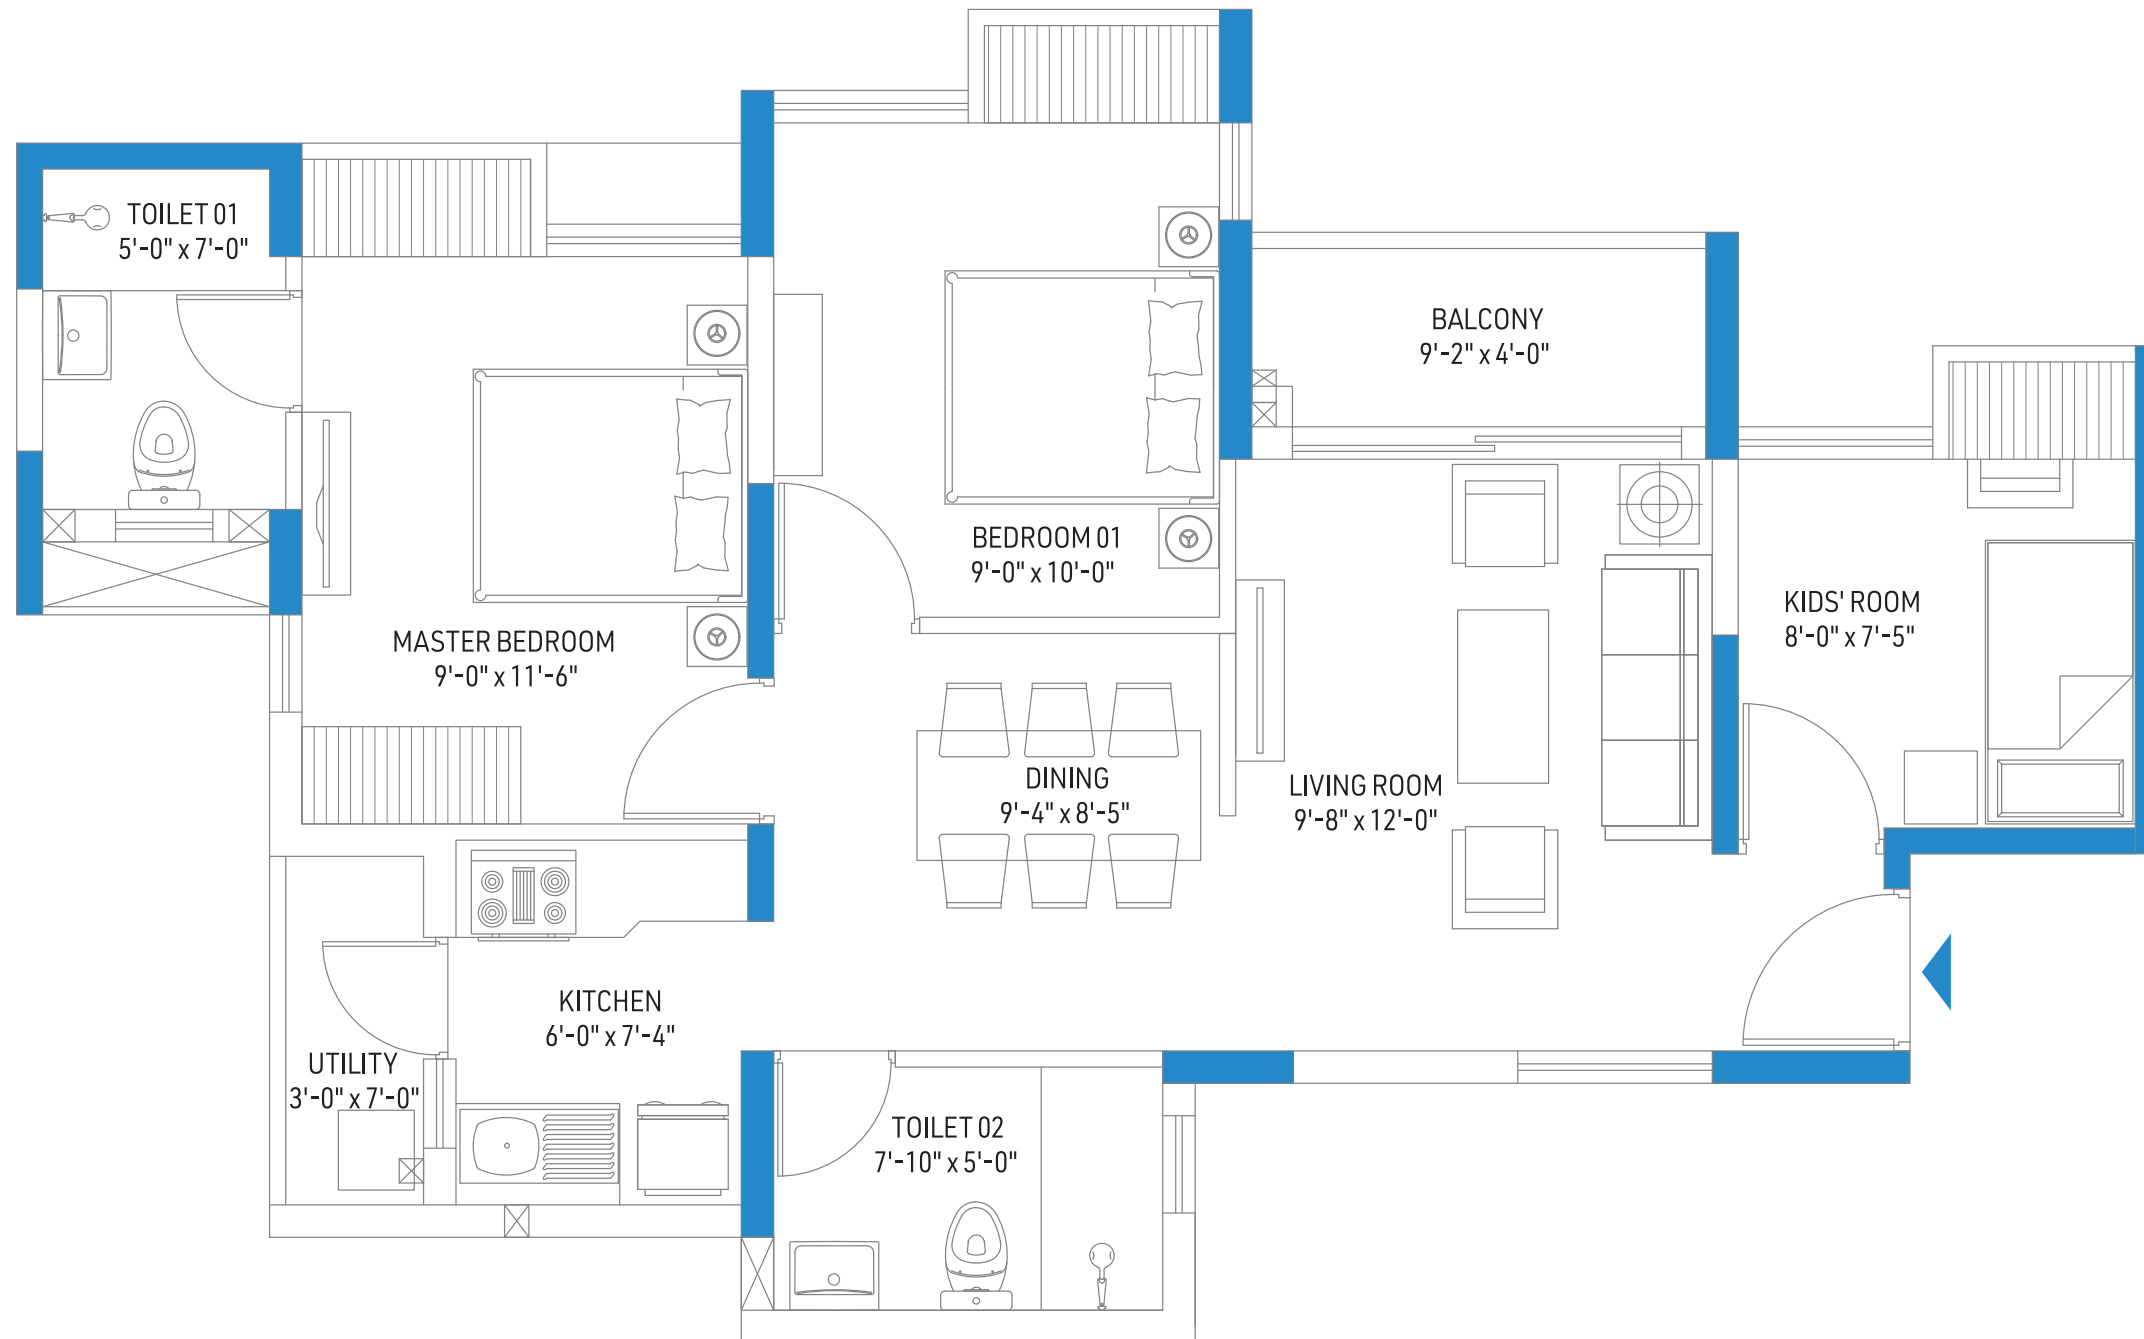 TOILET 01
5'-0" x 7'-0"
BALCONY
9'-2" x 4'-0"
BEDROOM 01
9'-0" x 10'-0"
KIDS' ROOM
8'-0" x 7'-5"
MASTER BEDROOM
9'-0" x 11'-6"
DINING
9'-4" x 8'-5"
LIVING ROOM
9'-8" x 12'-0"
KITCHEN
6'-0" x 7'-4"
UTILITY
3'-0" x 7'-0"
TOILET 02
7'-10" x 5'-0"